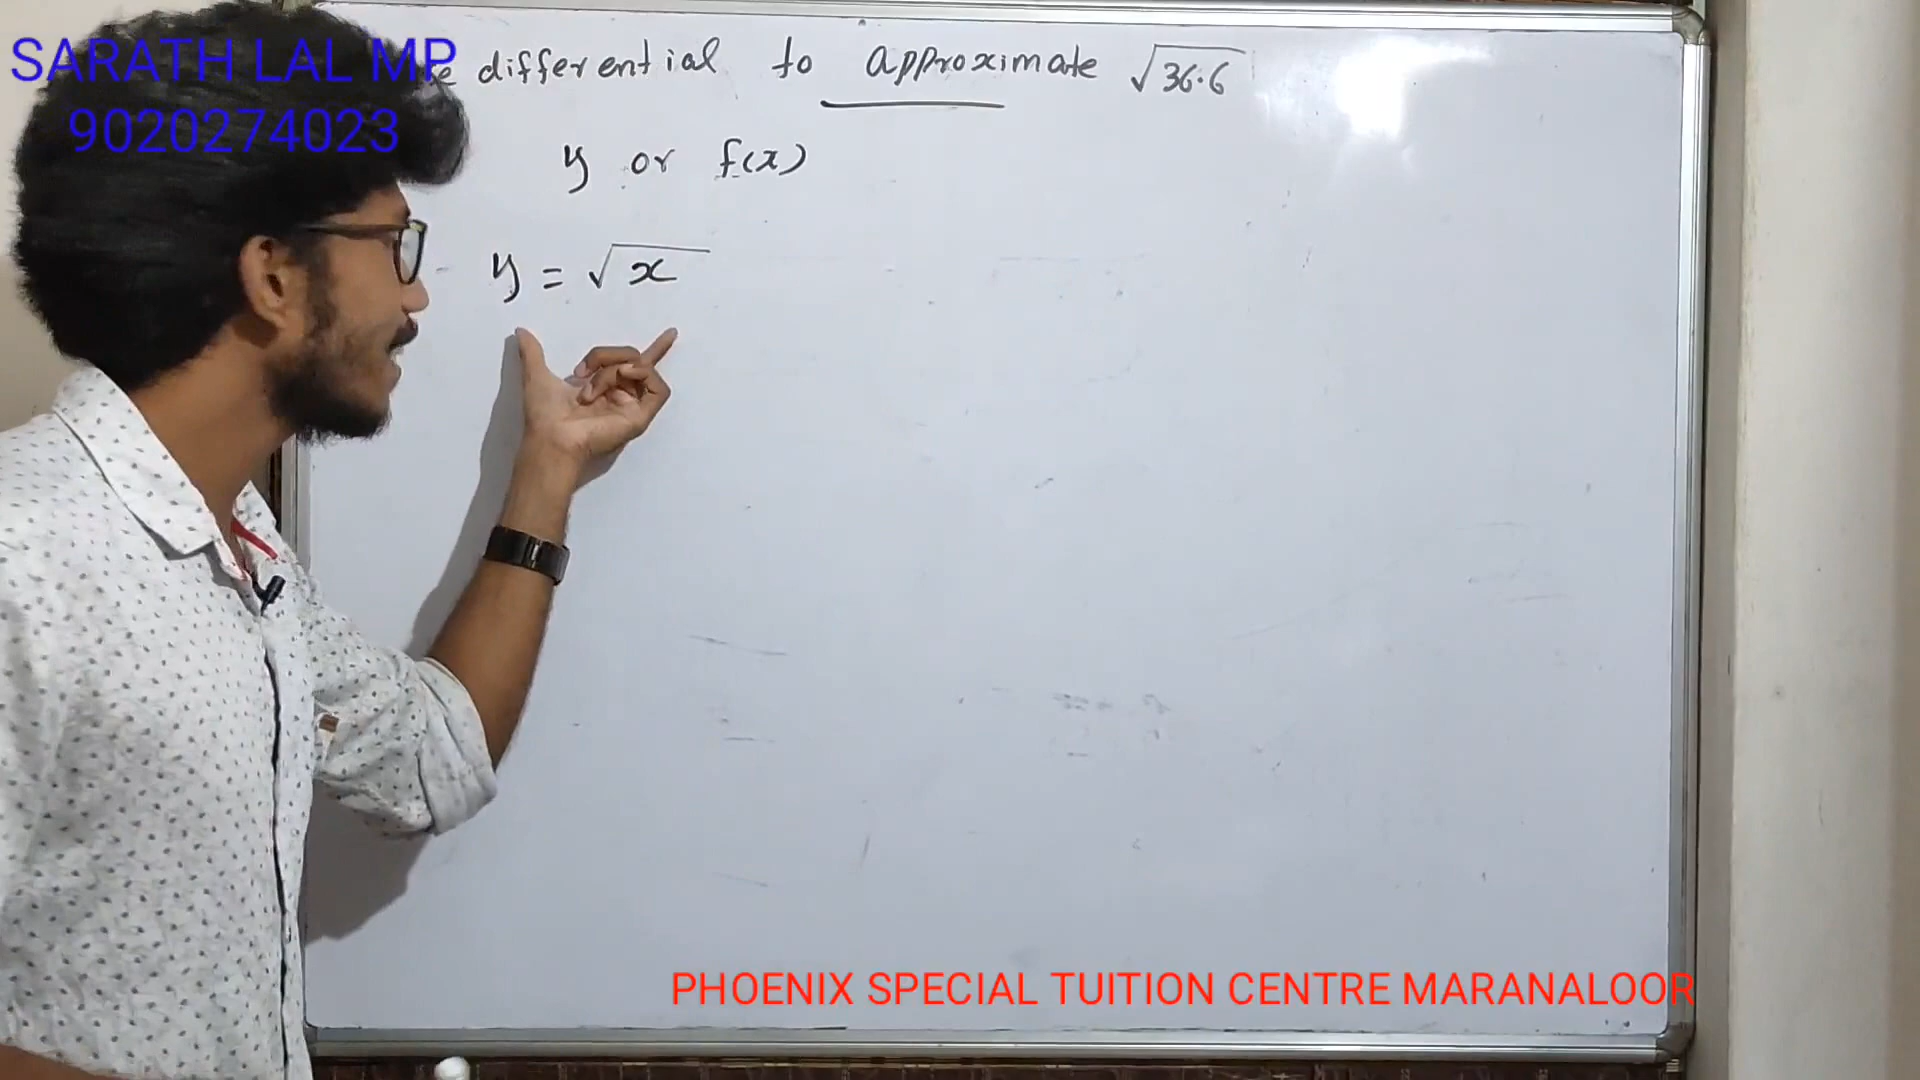 SARATH LAL MP
9020274023
differential to approximate √36.6
y or f(x)
y = √x
PHOENIX SPECIAL TUITION CENTRE MARANALOOR